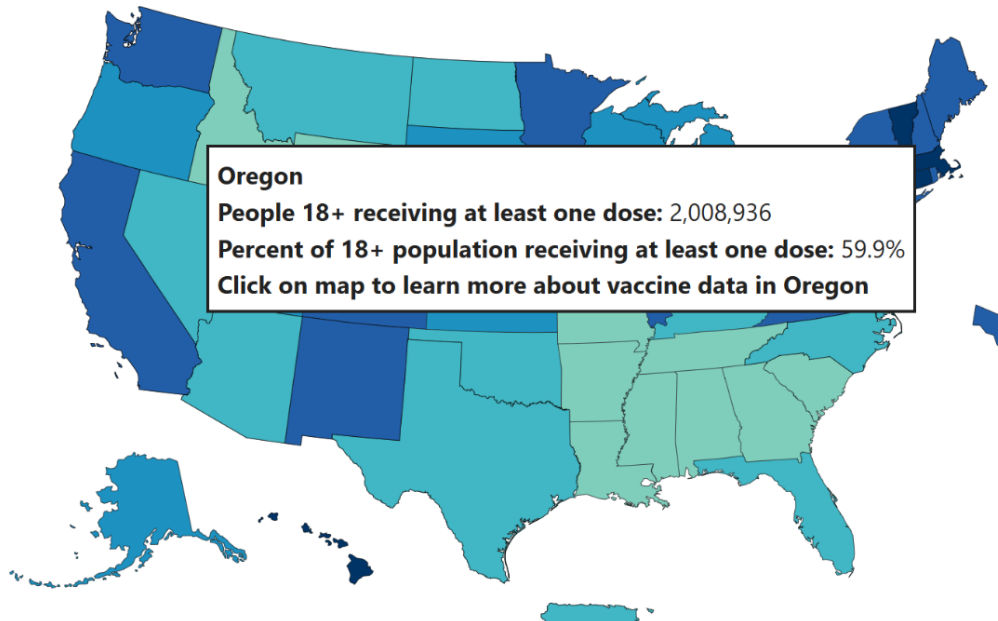 Oregon
People 18+ receiving at least one dose: 2,008,936
Percent of 18+ population receiving at least one dose: 59.9%
Click on map to learn more about vaccine data in Oregon